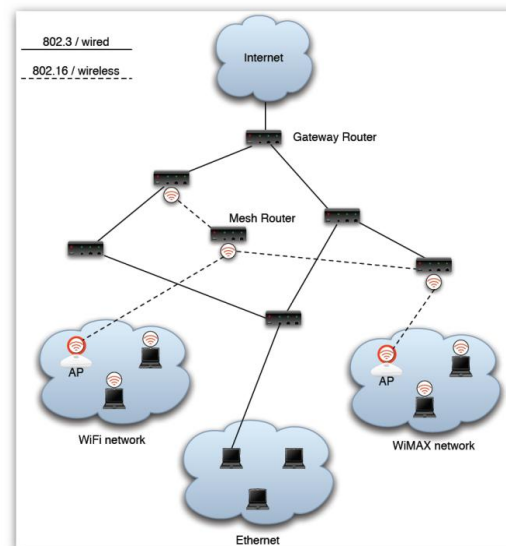 802.3 / wired
802.16 / wireless
Internet
Gateway Router
Mesh Router
AP
AP
WiFi network
WiMAX network
Ethernet